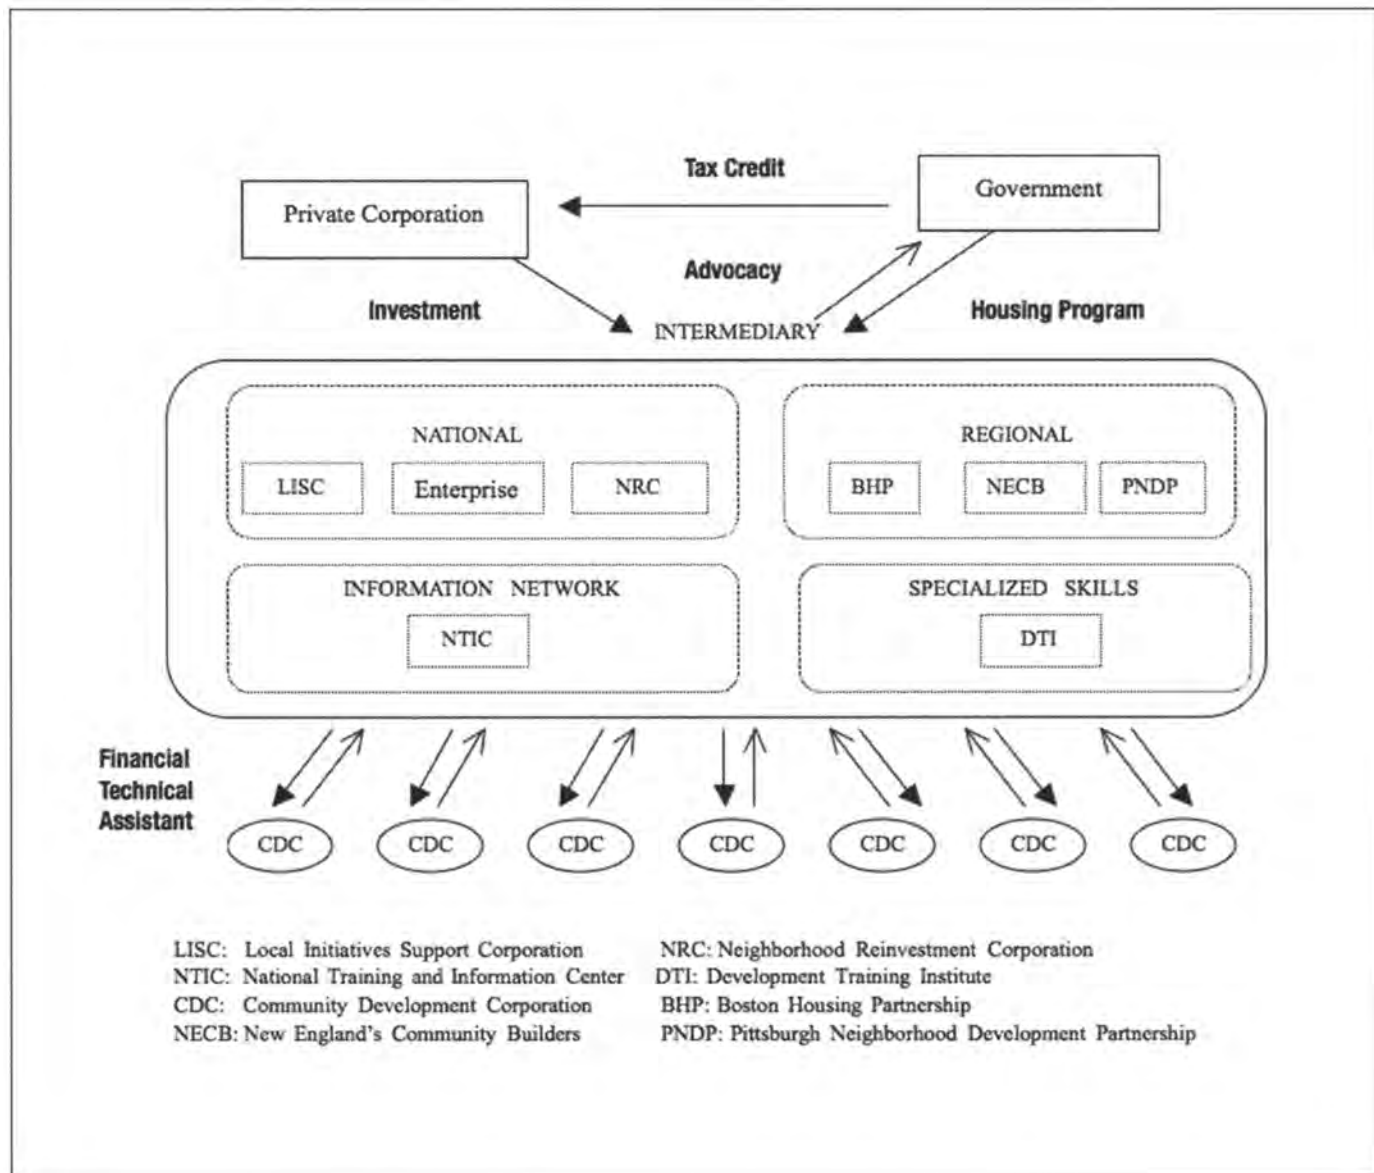 Tax Credit
Government
Private Corporation
Advocacy
Investment
Housing Program
INTERMEDIARY
NATIONAL
REGIONAL
LISC
Enterprise
NRC
BHP
NECB
PNDP
INFORMATION NETWORK
SPECIALIZED SKILLS
NTIC
DTI
Financial
Technical
Assistant
CDC
CDC
CDC
CDC
CDC
CDC
CDC
LISC: Local Initiatives Support Corporation
NRC: Neighborhood Reinvestment Corporation
NTIC: National Training and Information Center
DTI: Development Training Institute
CDC: Community Development Corporation
BHP: Boston Housing Partnership
NECB: New England's Community Builders
PNDP: Pittsburgh Neighborhood Development Partnership